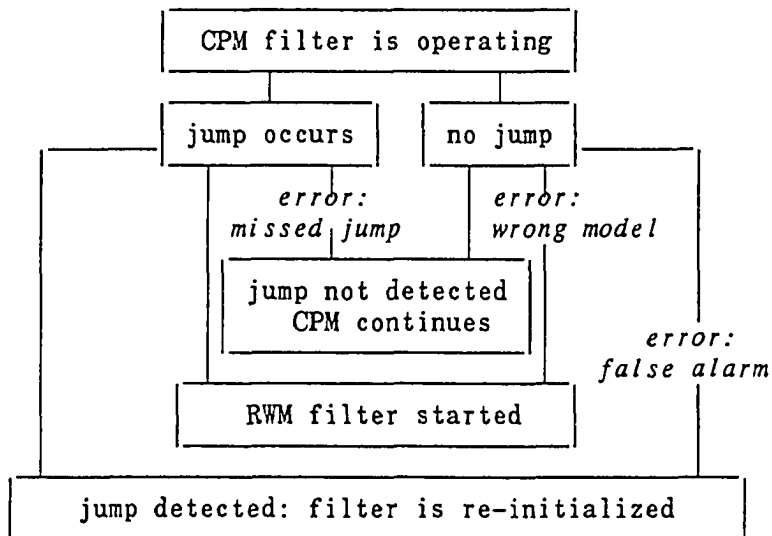 CPM filter is operating
jump occurs
no jump
error:
missed jump
error:
wrong model
jump not detected
CPM continues
error:
false alarm
RWM filter started
jump detected: filter is re-initialized